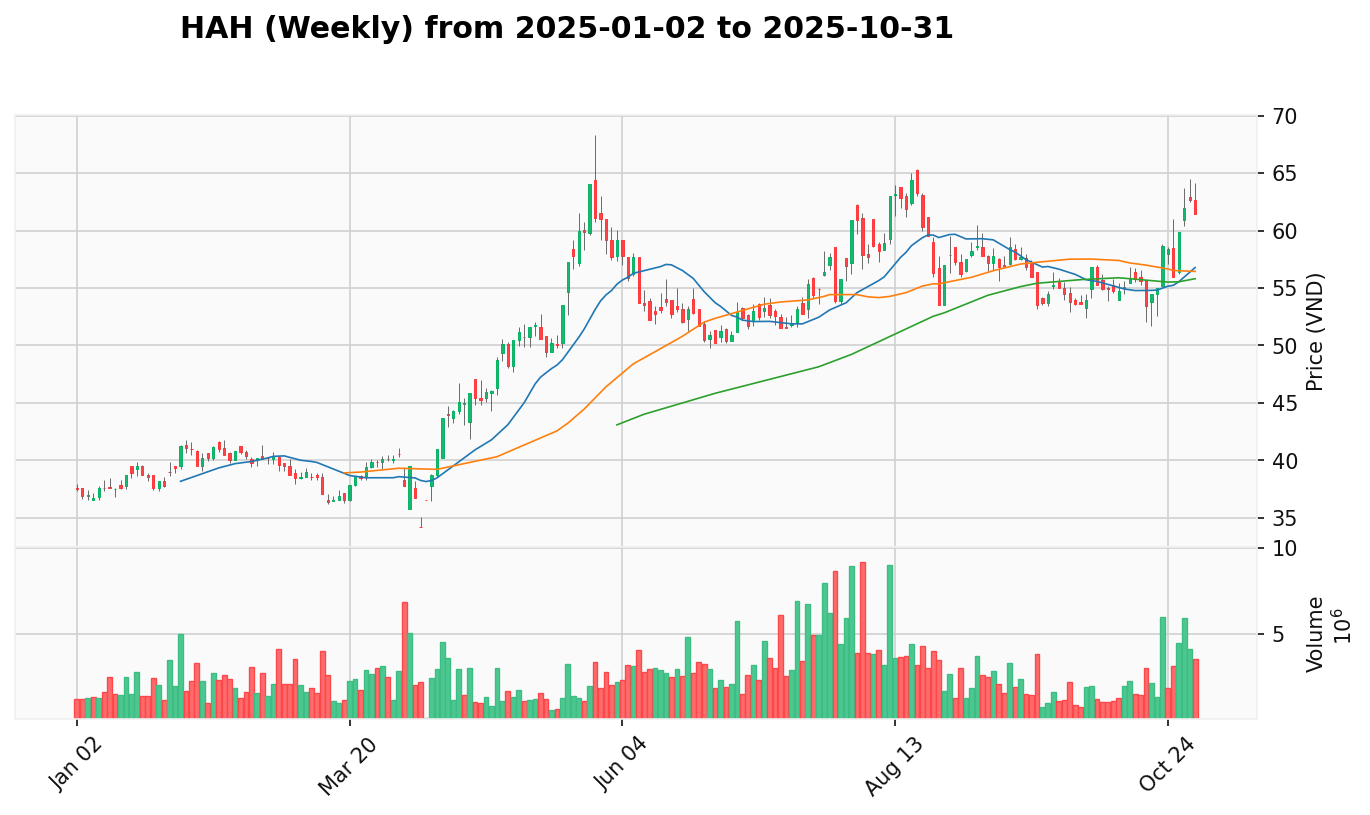 HAH (Weekly) from 2025-01-02 to 2025-10-31
70
65
60
55
50
45
40
35
Price (VND)
10
5
Volume
10⁶
Jan 02
Mar 20
Jun 04
Aug 13
Oct 24